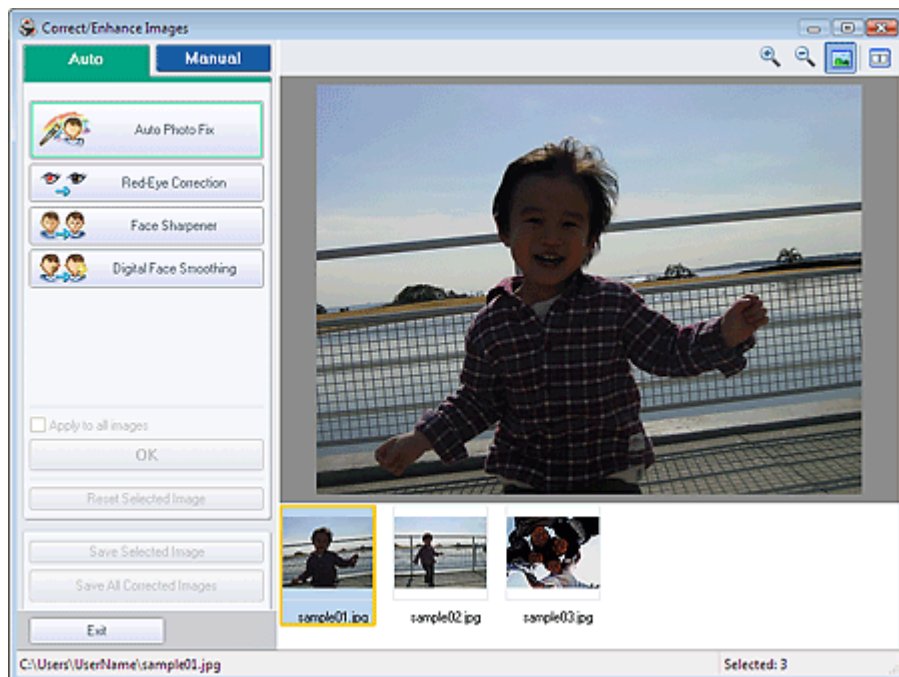 Correct/Enhance Images
Auto
Manual
Auto Photo Fix
Red-Eye Correction
Face Sharpener
Digital Face Smoothing
Apply to all images
OK
Reset Selected Image
Save Selected Image
Save All Corrected Images
Exit
sample01.jpg
sample02.jpg
sample03.jpg
C:\Users\UserName\sample01.jpg
Selected: 3